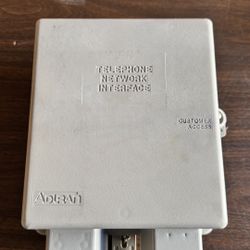 TELEPHONE
NETWORK
INTERFACE
CUSTOMER
ACCESS
ADTRAN